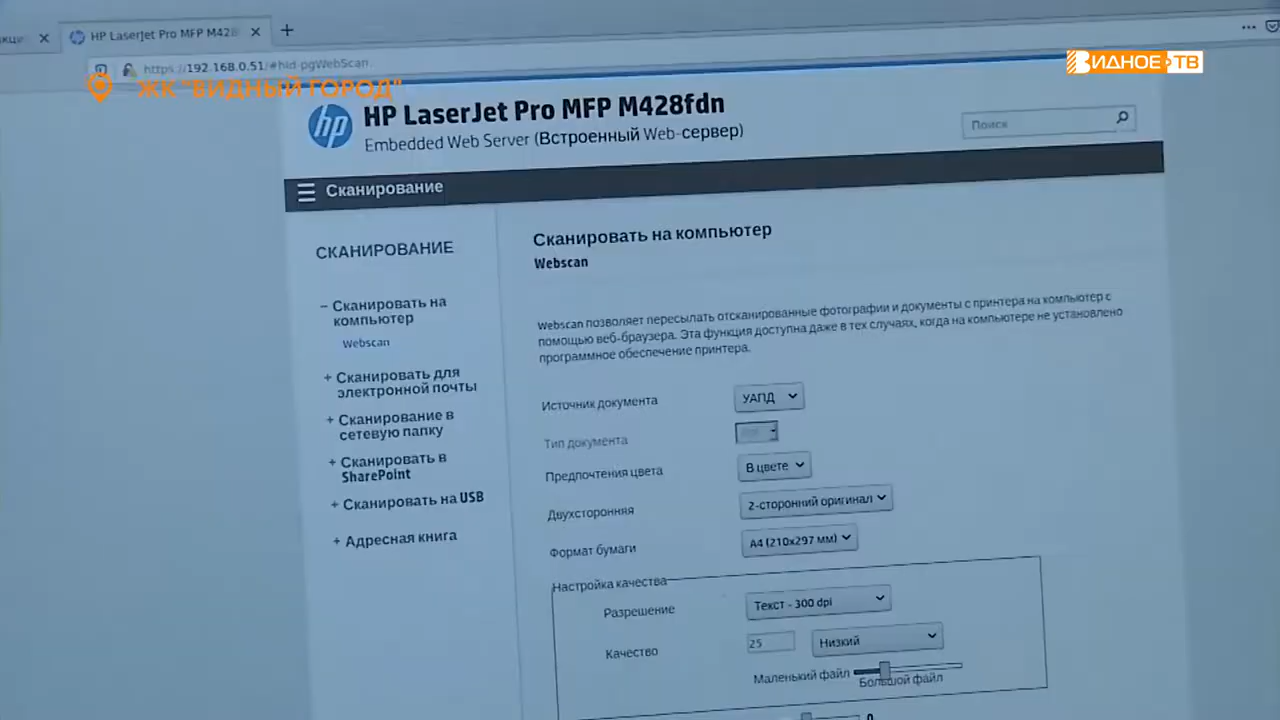 HP LaserJet Pro MFP M428
https://192.168.0.51/#hId-pgWebScan
ЖК "ВИДНЫЙ ГОРОД"
ВИДНОЕ ТВ
hp
HP LaserJet Pro MFP M428fdn
Embedded Web Server (Встроенный Web-сервер)
Поиск
Сканирование
СКАНИРОВАНИЕ
− Сканировать на
компьютер
Webscan
+ Сканировать для
электронной почты
+ Сканирование в
сетевую папку
+ Сканировать в
SharePoint
+ Сканировать на USB
+ Адресная книга
Сканировать на компьютер
Webscan
Webscan позволяет пересылать отсканированные фотографии и документы с принтера на компьютер с
помощью веб-браузера. Эта функция доступна даже в тех случаях, когда на компьютере не установлено
программное обеспечение принтера.
Источник документа УАПД
Тип документа
Предпочтения цвета В цвете
Двухсторонняя 2-сторонний оригинал
Формат бумаги A4 (210x297 мм)
Настройка качества
Разрешение Текст - 300 dpi
Качество 25 Низкий
Маленький файл Большой файл
0